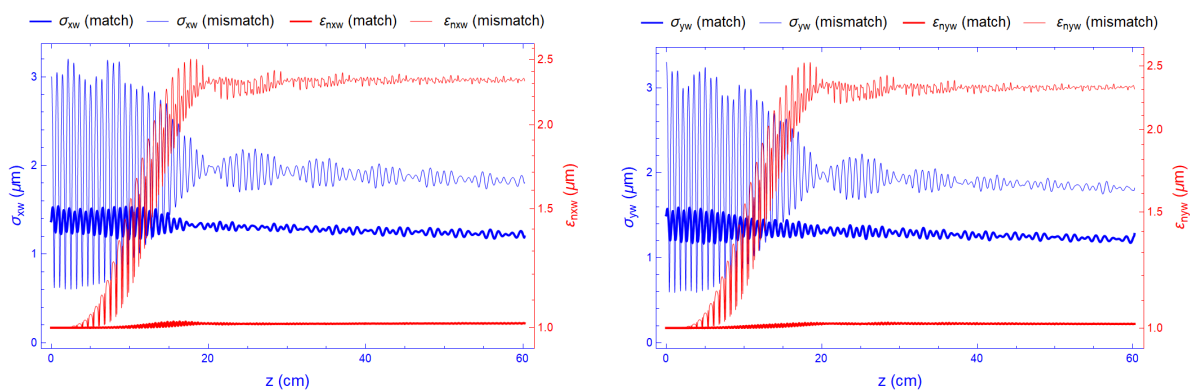 σxw (match) σxw (mismatch) εnxw (match) εnxw (mismatch)
3
2
1
0
σxw (μm)
2.5
2.0
1.5
1.0
εnxw (μm)
0 20 40 60
z (cm)
σyw (match) σyw (mismatch) εnyw (match) εnyw (mismatch)
3
2
1
0
σyw (μm)
2.5
2.0
1.5
1.0
εnyw (μm)
0 20 40 60
z (cm)